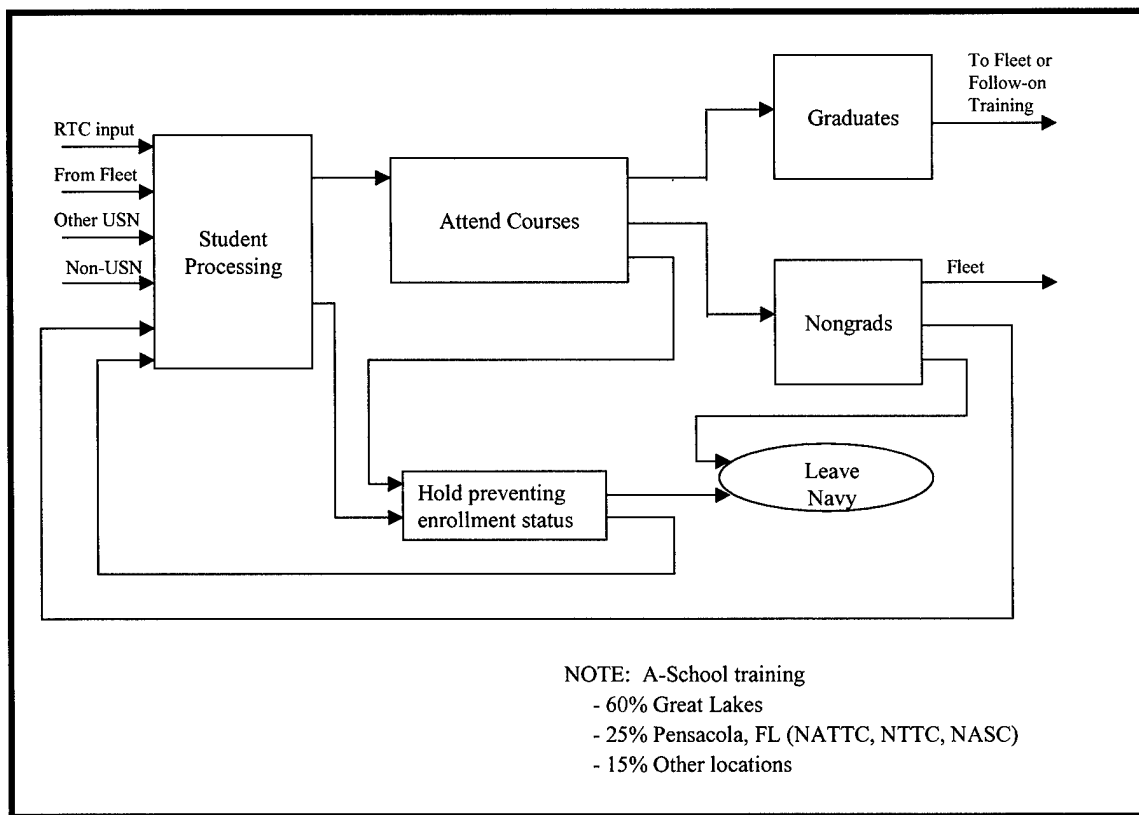 RTC input
From Fleet
Other USN
Non-USN
Student
Processing
Attend Courses
Graduates
To Fleet or
Follow-on
Training
Nongrads
Fleet
Hold preventing
enrollment status
Leave
Navy
NOTE:  A-School training
- 60% Great Lakes
- 25% Pensacola, FL (NATTC, NTTC, NASC)
- 15% Other locations